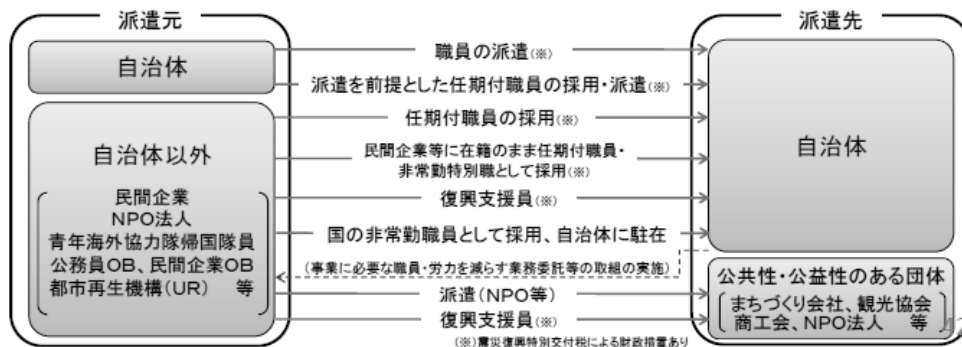 派遣元
派遣先
自治体
職員の派遣(※)
派遣を前提とした任期付職員の採用・派遣(※)
任期付職員の採用(※)
自治体以外
民間企業等に在籍のまま任期付職員・
非常勤特別職として採用(※)
自治体
民間企業
NPO法人
青年海外協力隊帰国隊員
公務員OB、民間企業OB
都市再生機構(UR) 等
復興支援員(※)
国の非常勤職員として採用、自治体に駐在
(事業に必要な職員・労力を減らす業務委託等の取組の実施)
派遣(NPO等)
復興支援員(※)
公共性・公益性のある団体
まちづくり会社、観光協会
商工会、NPO法人 等
(※)震災復興特別交付税による財政措置あり
42